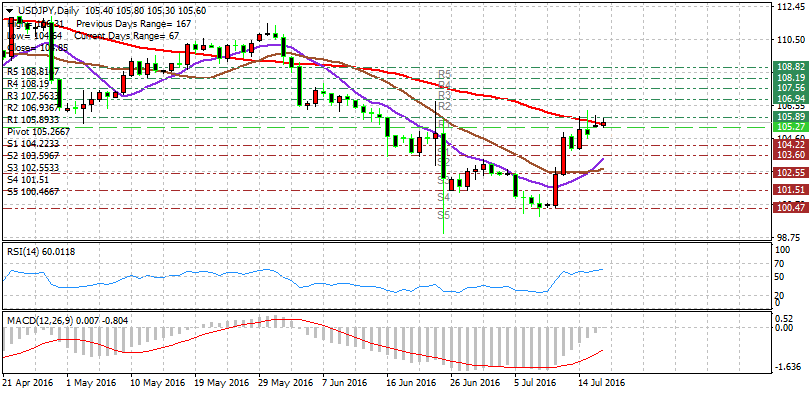 USDJPY,Daily 105.40 105.80 105.30 105.60
Previous Days Range= 167
Current Days Range= 67
R5 108.8167
R4 108.19
R3 107.5633
R2 106.9367
R1 105.8933
Pivot 105.2667
S1 104.2233
S2 103.5967
S3 102.5533
S4 101.51
S5 100.4667
R5
R3
R2
S2
S4
S5
112.45
110.50
108.82
108.19
107.56
106.94
106.55
105.89
105.27
104.22
103.60
102.55
101.51
100.47
98.75
RSI(14) 60.0118
100
70
50
20
0
MACD(12,26,9) 0.007 -0.804
0.52
0.00
-1.636
21 Apr 2016
1 May 2016
10 May 2016
19 May 2016
29 May 2016
7 Jun 2016
16 Jun 2016
26 Jun 2016
5 Jul 2016
14 Jul 2016